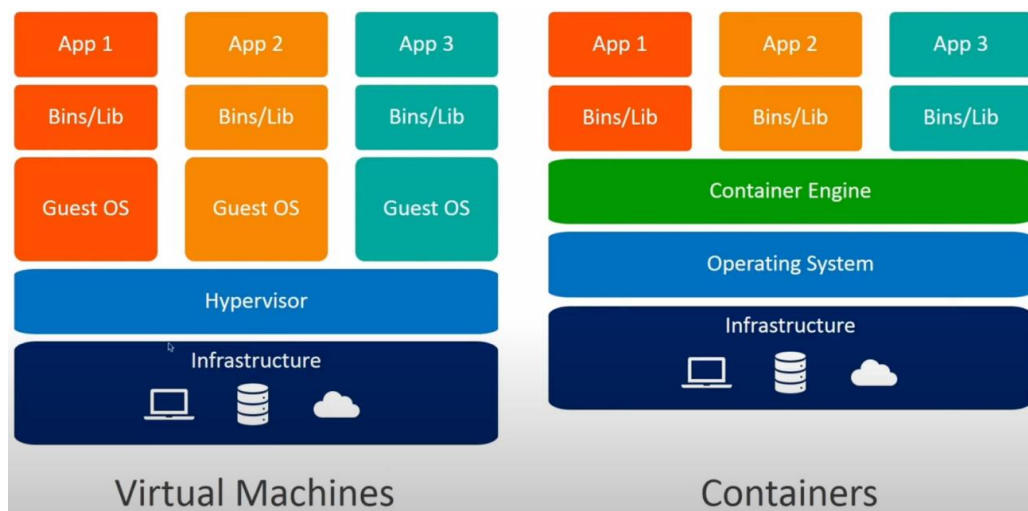 App 1
App 2
App 3
Bins/Lib
Bins/Lib
Bins/Lib
Guest OS
Guest OS
Guest OS
Hypervisor
Infrastructure
Virtual Machines
App 1
App 2
App 3
Bins/Lib
Bins/Lib
Bins/Lib
Container Engine
Operating System
Infrastructure
Containers